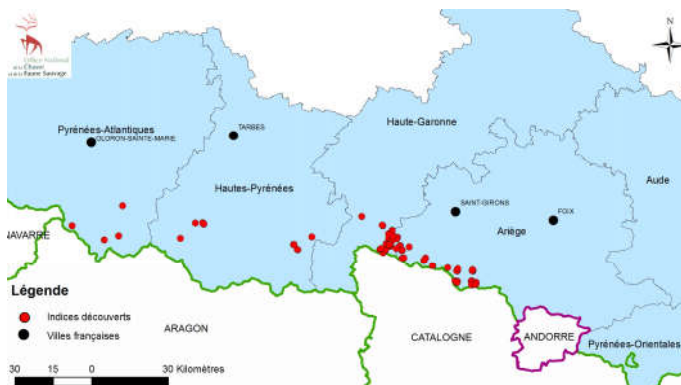 Office National
de la Chasse
et de la Faune Sauvage
N
Pyrénées-Atlantiques
OLORON-SAINTE-MARIE
TARBES
Haute-Garonne
Hautes-Pyrénées
Aude
SAINT-GIRONS
FOIX
Ariège
NAVARRE
Légende
Indices découverts
Villes françaises
ARAGON
CATALOGNE
ANDORRE
Pyrénées-Orientales
30 15 0 30 Kilomètres